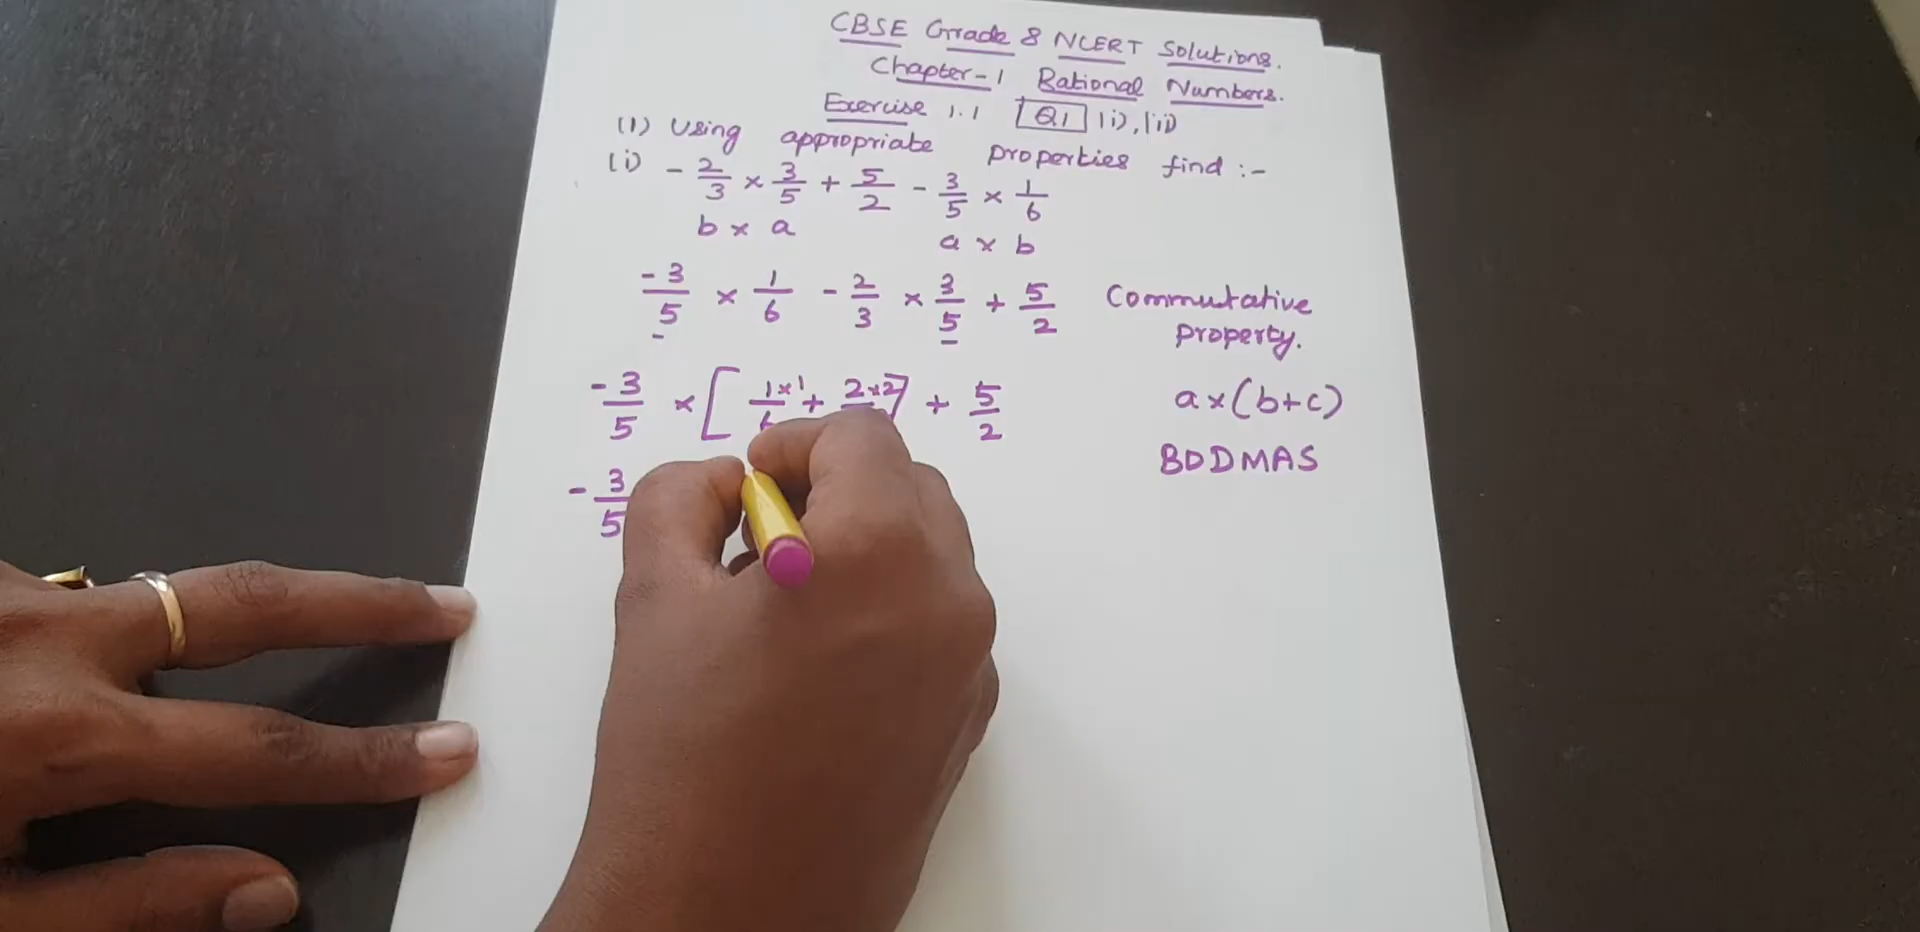 CBSE Grade 8 NCERT Solutions.
Chapter-1 Rational Numbers.
Exercise 1.1 Q1 (i), (ii)
(1) Using appropriate properties find :-
(i) - 2/3 × 3/5 + 5/2 - 3/5 × 1/6
b × a a × b
-3/5 × 1/6 - 2/3 × 3/5 + 5/2 Commutative
property.
-3/5 × [ 1×1/6 + 2×2 ] + 5/2 a×(b+c)
BODMAS
- 3/5